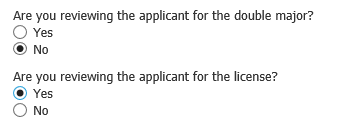 Are you reviewing the applicant for the double major?
Yes
No
Are you reviewing the applicant for the license?
Yes
No